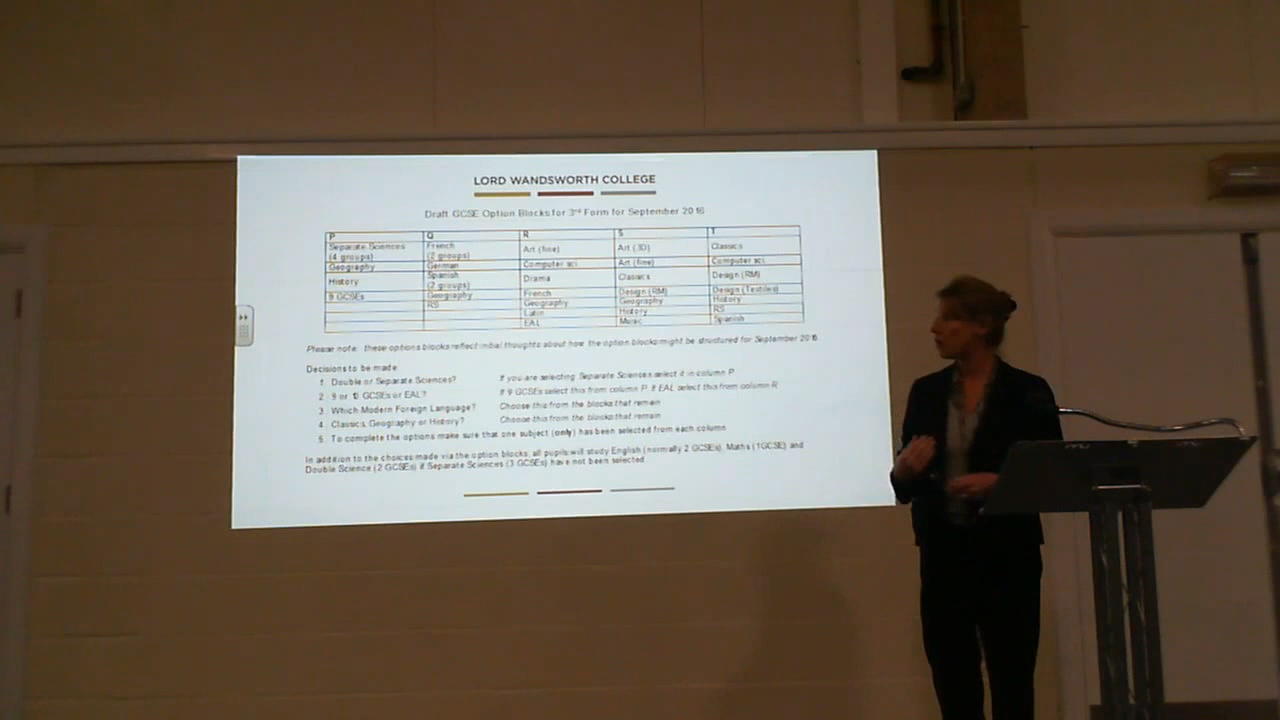 LORD WANDSWORTH COLLEGE
Draft GCSE Option Blocks for 3rd Form for September 2016
P Q R S T
Separate Sciences (4 groups) French (2 groups) Art (fine) Art (3D) Classics
Geography German Computer sci Art (fine) Computer sci
History Spanish (2 groups) Drama Classics Design (RM)
9 GCSEs Geography French Design (RM) Design (Textiles)
RS Geography Geography History
Latin History RS
EAL Music Spanish
Please note: these options blocks reflect initial thoughts about how the option blocks might be structured for September 2016
Decisions to be made
1. Double or Separate Sciences? If you are selecting Separate Sciences select it in column P
2. 9 or 10 GCSEs or EAL? If 9 GCSEs select this from column P. If EAL select this from column R
3. Which Modern Foreign Language? Choose this from the blocks that remain
4. Classics, Geography or History? Choose this from the blocks that remain
5. To complete the options make sure that one subject (only) has been selected from each column
In addition to the choices made via the option blocks, all pupils will study English (normally 2 GCSEs), Maths (1GCSE) and
Double Science (2 GCSEs) if Separate Sciences (3 GCSEs) have not been selected